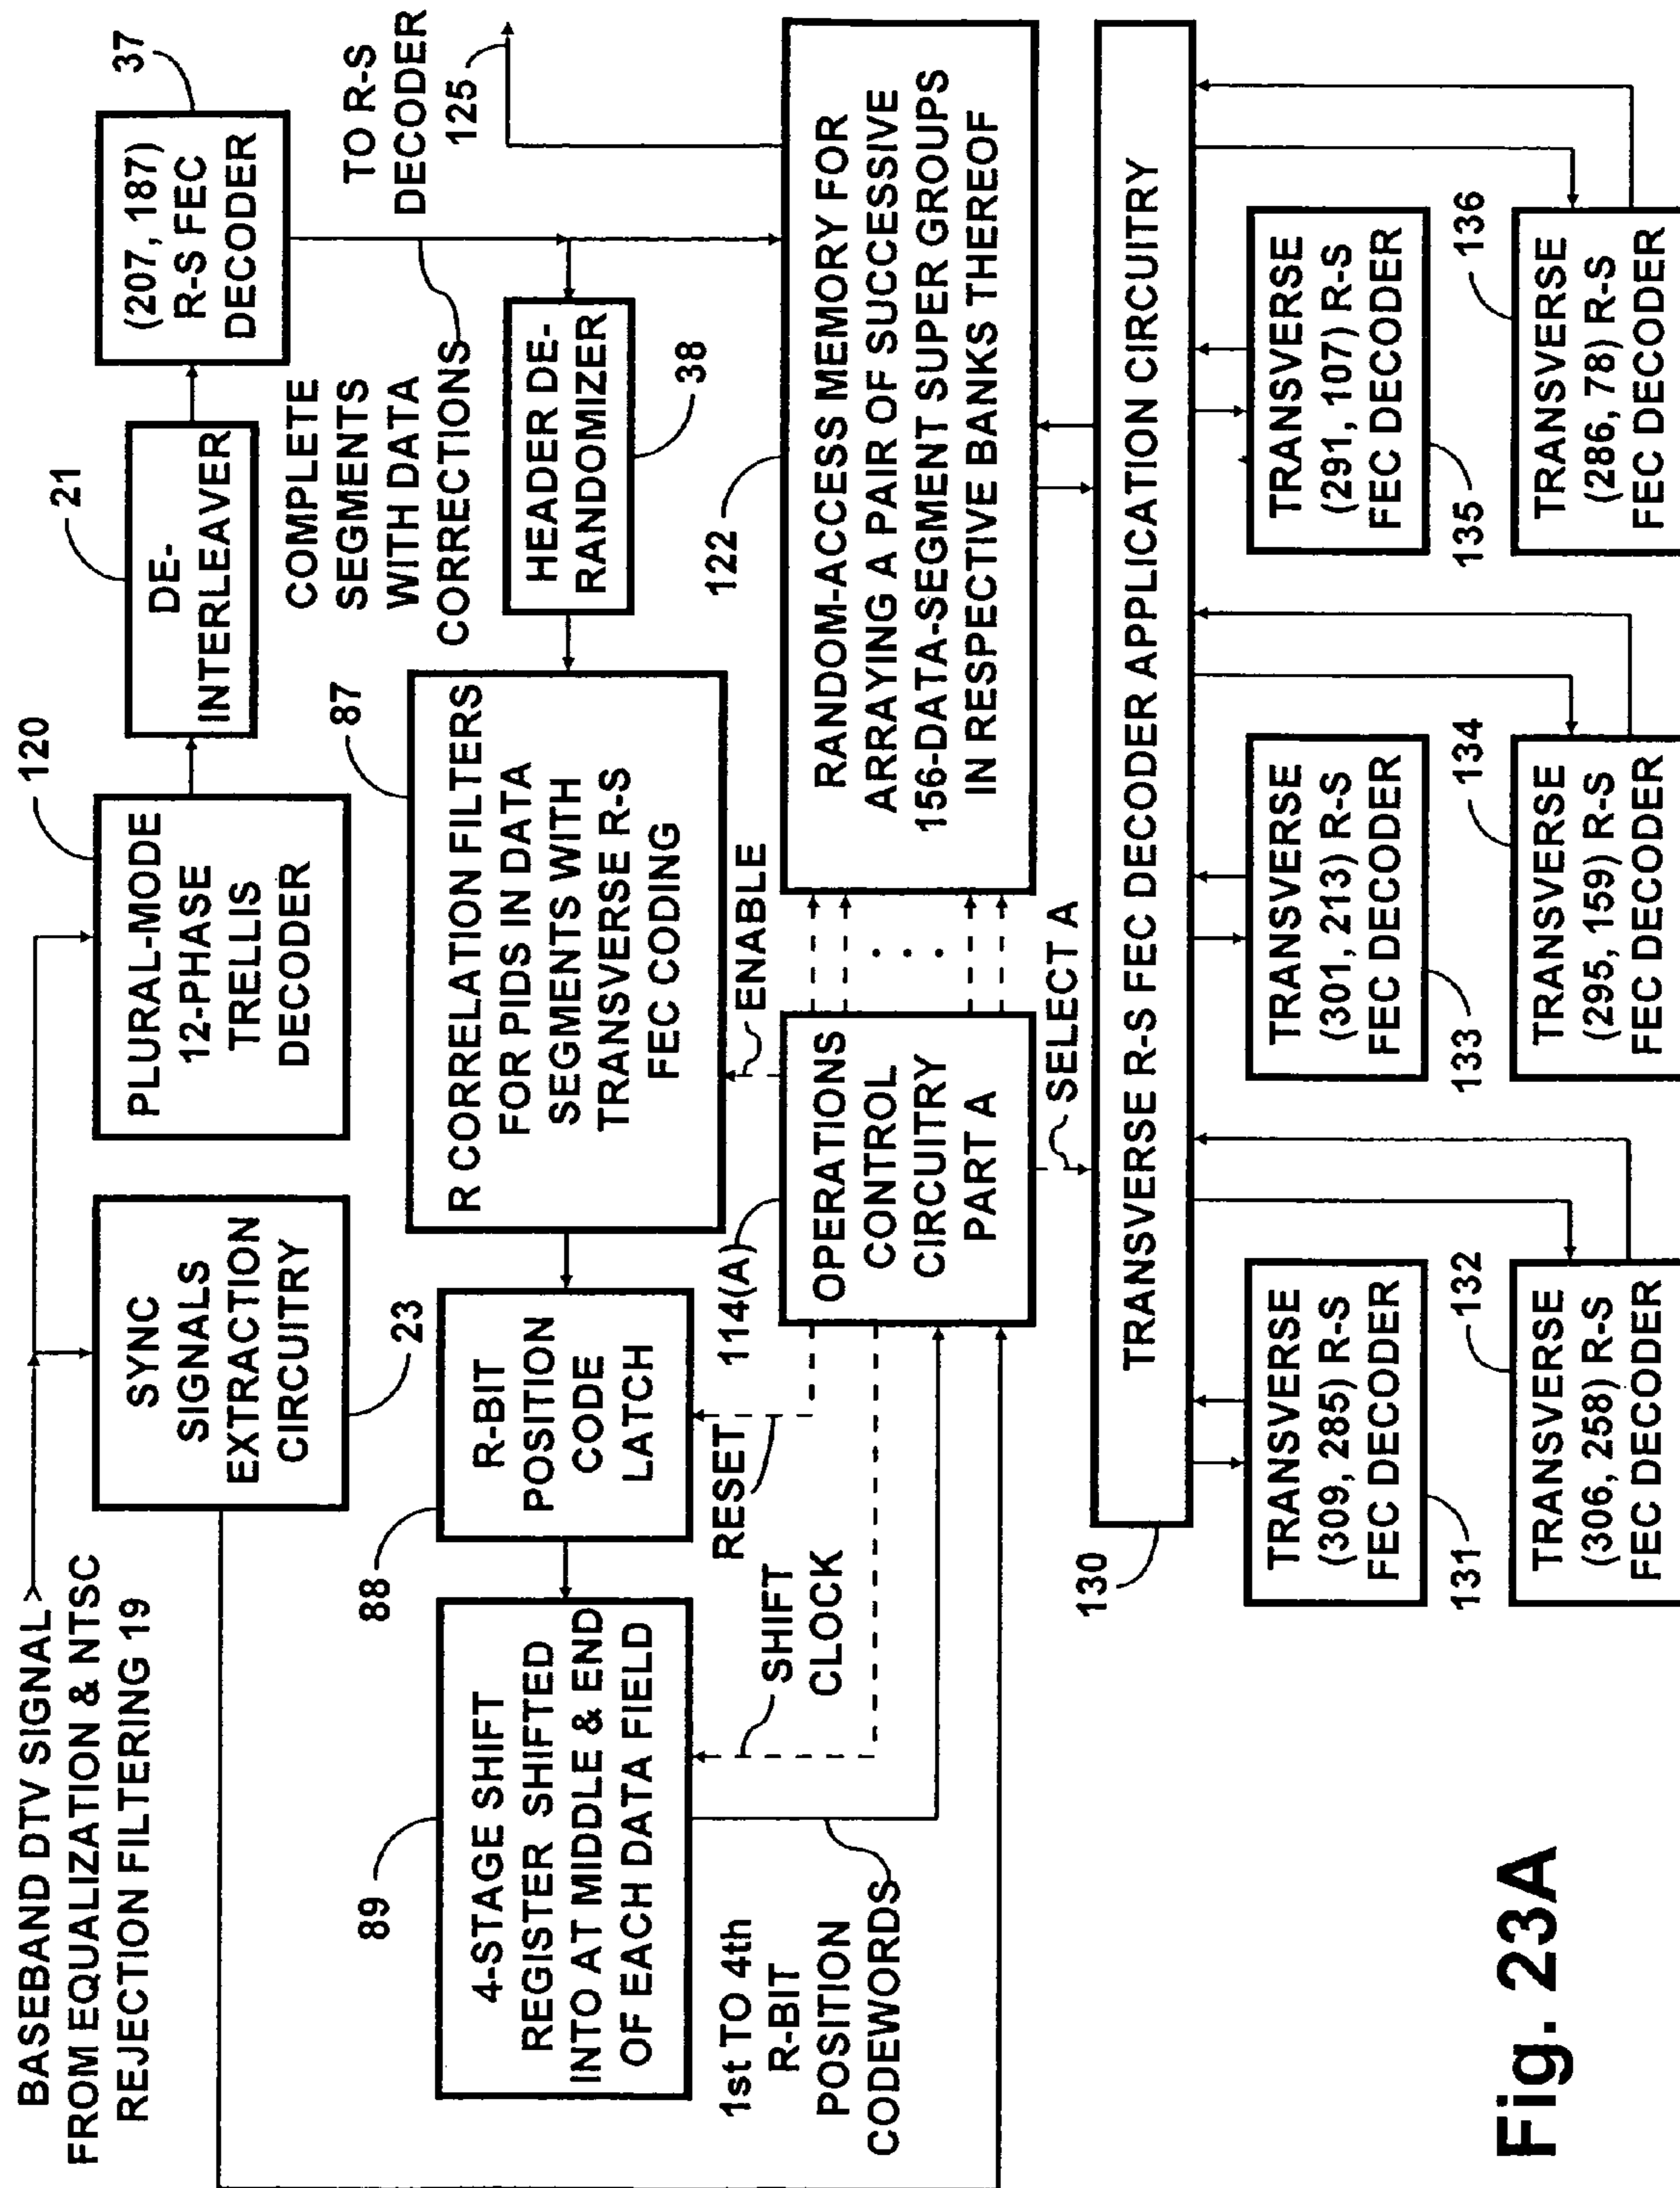 BASEBAND DTV SIGNAL
FROM EQUALIZATION & NTSC
REJECTION FILTERING 19
SYNC
SIGNALS
EXTRACTION
CIRCUITRY
23
PLURAL-MODE
12-PHASE
TRELLIS
DECODER
120
DE-
INTERLEAVER
21
(207, 187)
R-S FEC
DECODER
37
COMPLETE
SEGMENTS
WITH DATA
CORRECTIONS
TO R-S
DECODER
125
HEADER DE-
RANDOMIZER
38
R CORRELATION FILTERS
FOR PIDS IN DATA
SEGMENTS WITH
TRANSVERSE R-S
FEC CODING
87
R-BIT
POSITION
CODE
LATCH
88
4-STAGE SHIFT
REGISTER SHIFTED
INTO AT MIDDLE & END
OF EACH DATA FIELD
89
1st TO 4th
R-BIT
POSITION
CODEWORDS
SHIFT
CLOCK
RESET
114(A)
OPERATIONS
CONTROL
CIRCUITRY
PART A
ENABLE
SELECT A
122
RANDOM-ACCESS MEMORY FOR
ARRAYING A PAIR OF SUCCESSIVE
156-DATA-SEGMENT SUPER GROUPS
IN RESPECTIVE BANKS THEREOF
130
TRANSVERSE R-S FEC DECODER APPLICATION CIRCUITRY
TRANSVERSE
(309, 285) R-S
FEC DECODER
131
TRANSVERSE
(306, 258) R-S
FEC DECODER
132
TRANSVERSE
(301, 213) R-S
FEC DECODER
133
TRANSVERSE
(295, 159) R-S
FEC DECODER
134
TRANSVERSE
(291, 107) R-S
FEC DECODER
135
TRANSVERSE
(286, 78) R-S
FEC DECODER
136
Fig. 23A